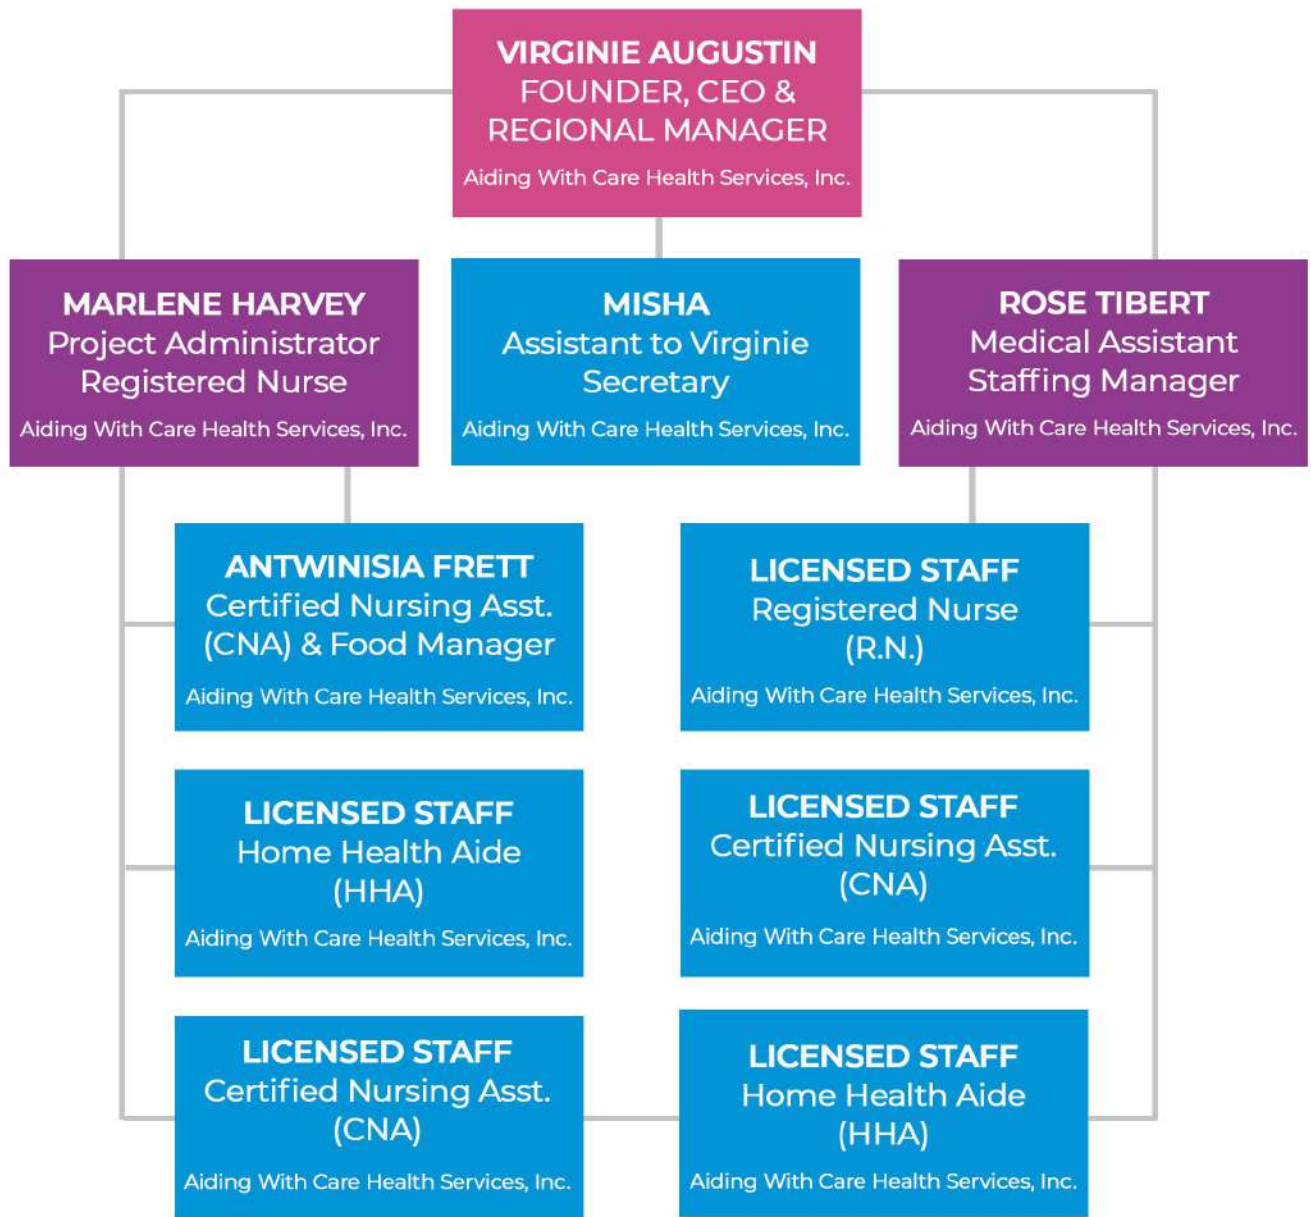 VIRGINIE AUGUSTIN
FOUNDER, CEO &
REGIONAL MANAGER
Aiding With Care Health Services, Inc.
MARLENE HARVEY
Project Administrator
Registered Nurse
Aiding With Care Health Services, Inc.
MISHA
Assistant to Virginie
Secretary
Aiding With Care Health Services, Inc.
ROSE TIBERT
Medical Assistant
Staffing Manager
Aiding With Care Health Services, Inc.
ANTWINISIA FRETT
Certified Nursing Asst.
(CNA) & Food Manager
Aiding With Care Health Services, Inc.
LICENSED STAFF
Registered Nurse
(R.N.)
Aiding With Care Health Services, Inc.
LICENSED STAFF
Home Health Aide
(HHA)
Aiding With Care Health Services, Inc.
LICENSED STAFF
Certified Nursing Asst.
(CNA)
Aiding With Care Health Services, Inc.
LICENSED STAFF
Certified Nursing Asst.
(CNA)
Aiding With Care Health Services, Inc.
LICENSED STAFF
Home Health Aide
(HHA)
Aiding With Care Health Services, Inc.